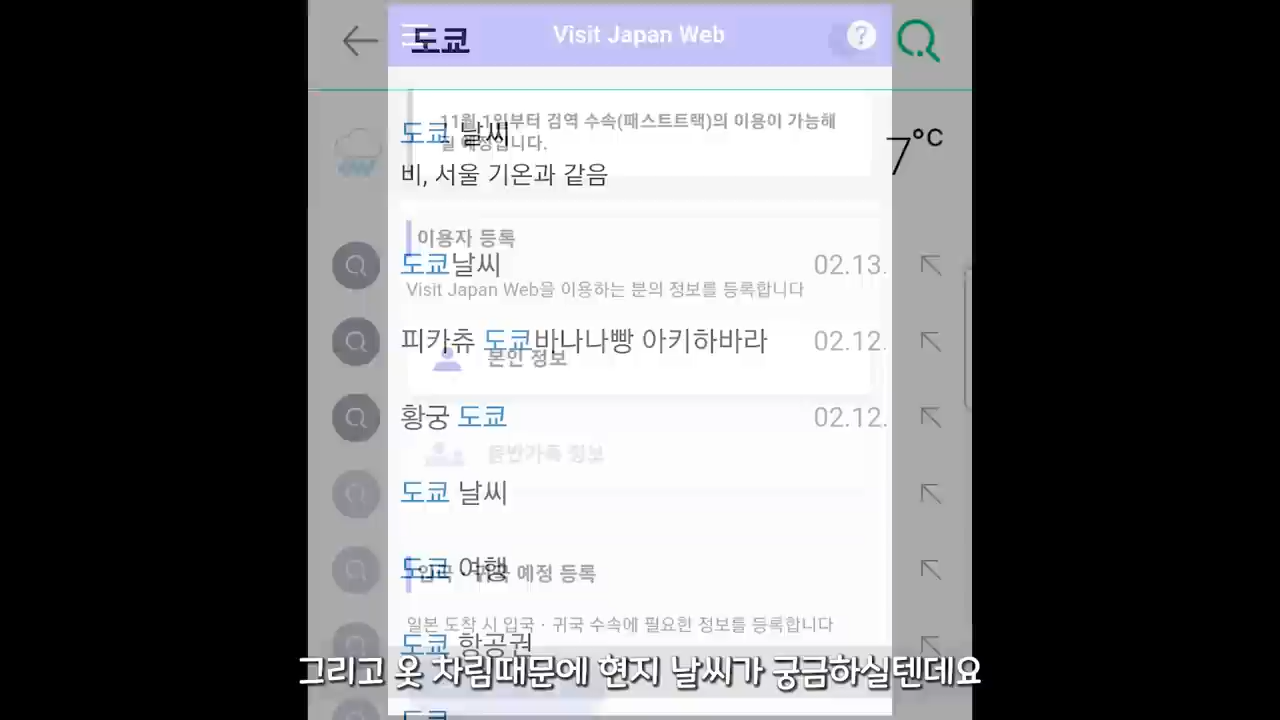 도쿄
Visit Japan Web
?
11월 1일부터 검역 수속(패스트트랙)의 이용이 가능해
질 예정입니다.
도쿄 날씨
7°C
비, 서울 기온과 같음
이용자 등록
도쿄날씨 02.13.
Visit Japan Web을 이용하는 분의 정보를 등록합니다
피카츄 도쿄바나나빵 아키하바라 02.12.
본인 정보
황궁 도쿄 02.12.
동반가족 정보
도쿄 날씨
도쿄 여행
입국 · 귀국 예정 등록
일본 도착 시 입국 · 귀국 수속에 필요한 정보를 등록합니다
도쿄 항공권
그리고 옷 차림때문에 현지 날씨가 궁금하실텐데요
도쿄